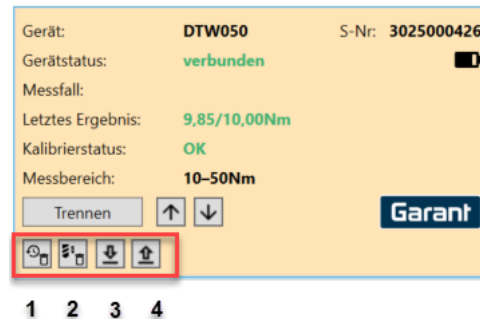 Gerät: DTW050 S-Nr: 3025000426
Gerätstatus: verbunden
Messfall:
Letztes Ergebnis: 9,85/10,00Nm
Kalibrierstatus: OK
Messbereich: 10–50Nm
Trennen Garant
1 2 3 4